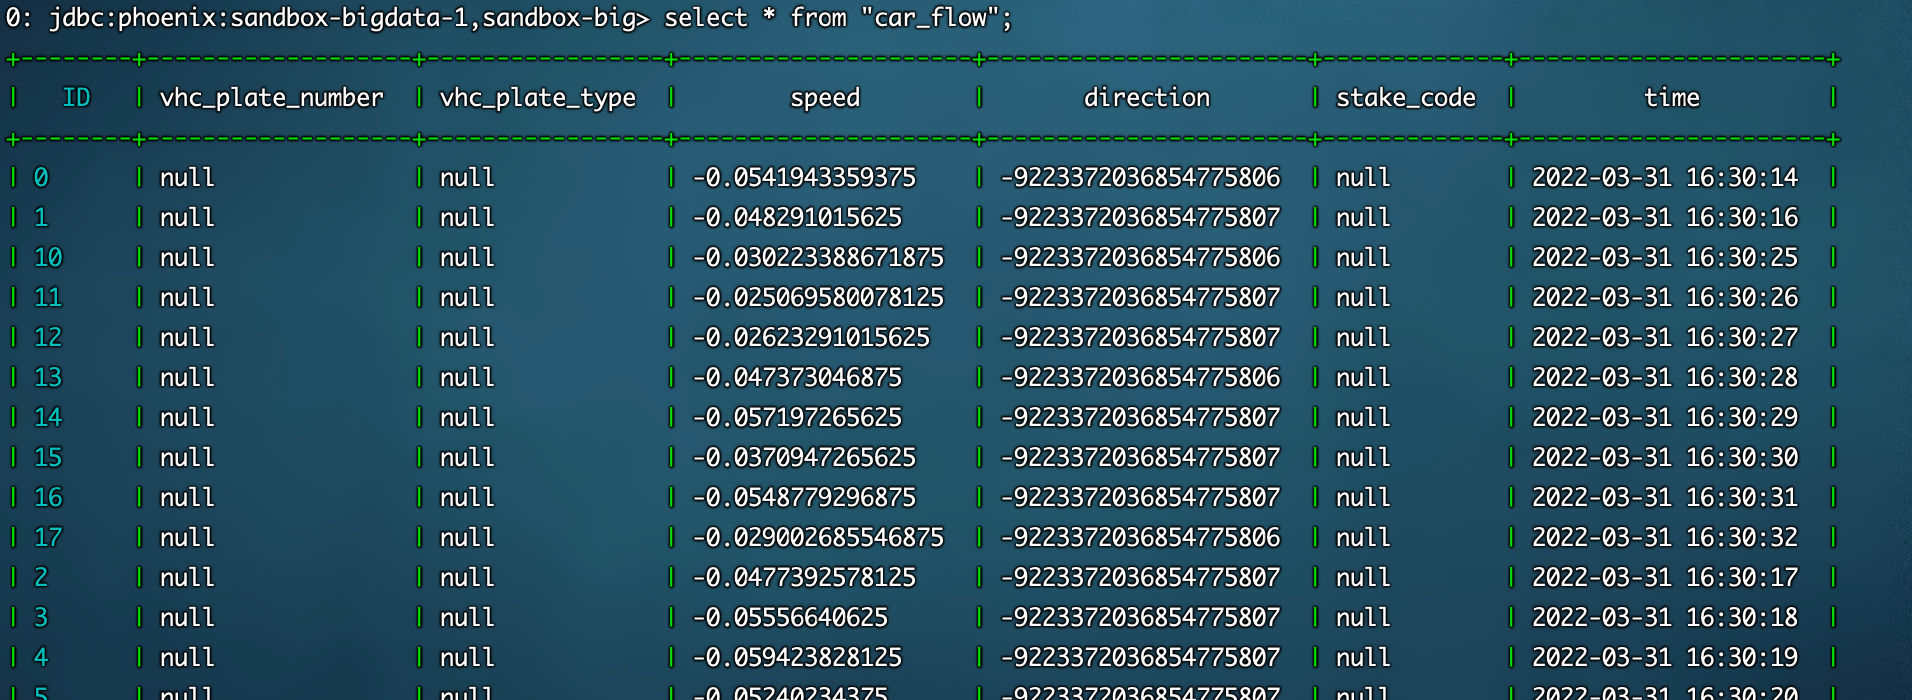 0: jdbc:phoenix:sandbox-bigdata-1,sandbox-big> select * from "car_flow";
+--------+-------------------+-----------------+---------------------+-----------------------+-------------+----------------------+
| ID | vhc_plate_number | vhc_plate_type | speed | direction | stake_code | time |
+--------+-------------------+-----------------+---------------------+-----------------------+-------------+----------------------+
| 0 | null | null | -0.0541943359375 | -9223372036854775806 | null | 2022-03-31 16:30:14 |
| 1 | null | null | -0.048291015625 | -9223372036854775807 | null | 2022-03-31 16:30:16 |
| 10 | null | null | -0.030223388671875 | -9223372036854775806 | null | 2022-03-31 16:30:25 |
| 11 | null | null | -0.025069580078125 | -9223372036854775807 | null | 2022-03-31 16:30:26 |
| 12 | null | null | -0.02623291015625 | -9223372036854775807 | null | 2022-03-31 16:30:27 |
| 13 | null | null | -0.047373046875 | -9223372036854775806 | null | 2022-03-31 16:30:28 |
| 14 | null | null | -0.057197265625 | -9223372036854775807 | null | 2022-03-31 16:30:29 |
| 15 | null | null | -0.0370947265625 | -9223372036854775807 | null | 2022-03-31 16:30:30 |
| 16 | null | null | -0.0548779296875 | -9223372036854775807 | null | 2022-03-31 16:30:31 |
| 17 | null | null | -0.029002685546875 | -9223372036854775806 | null | 2022-03-31 16:30:32 |
| 2 | null | null | -0.0477392578125 | -9223372036854775807 | null | 2022-03-31 16:30:17 |
| 3 | null | null | -0.05556640625 | -9223372036854775807 | null | 2022-03-31 16:30:18 |
| 4 | null | null | -0.059423828125 | -9223372036854775807 | null | 2022-03-31 16:30:19 |
| 5 | null | null | -0.05240234375 | -9223372036854775807 | null | 2022-03-31 16:30:20 |